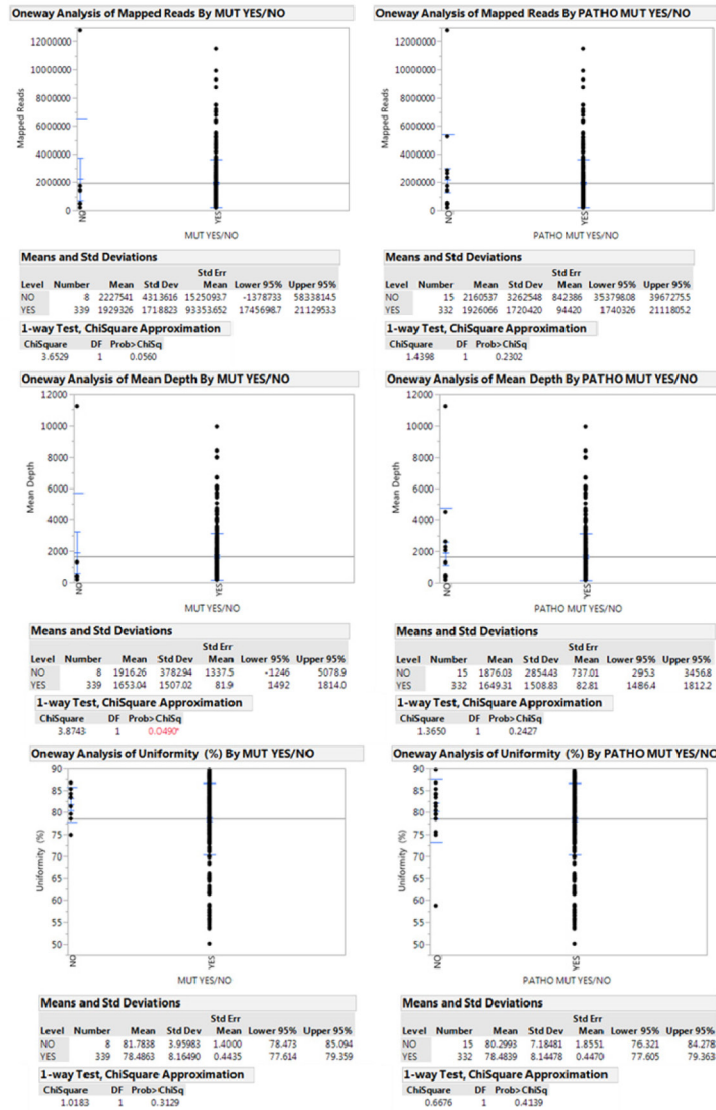 Oneway Analysis of Mapped Reads By MUT YES/NO
12000000
10000000
8000000
6000000
4000000
2000000
0
Mapped Reads
NO
YES
MUT YES/NO
Means and Std Deviations
Std Err
Level Number Mean Std Dev Mean Lower 95% Upper 95%
NO 8 2227541 4313616 1525093.7 -1378733 5833814.5
YES 339 1929326 1718823 93353.652 1745698.7 2112953.3
1-way Test, ChiSquare Approximation
ChiSquare DF Prob>ChiSq
3.6529 1 0.0560
Oneway Analysis of Mapped Reads By PATHO MUT YES/NO
12000000
10000000
8000000
6000000
4000000
2000000
0
Mapped Reads
NO
YES
PATHO MUT YES/NO
Means and Std Deviations
Std Err
Level Number Mean Std Dev Mean Lower 95% Upper 95%
NO 15 2160537 3262548 842386 353798.08 3967275.5
YES 332 1926066 1720420 94420 1740326 2111805.2
1-way Test, ChiSquare Approximation
ChiSquare DF Prob>ChiSq
1.4398 1 0.2302
Oneway Analysis of Mean Depth By MUT YES/NO
12000
10000
8000
6000
4000
2000
0
Mean Depth
NO
YES
MUT YES/NO
Means and Std Deviations
Std Err
Level Number Mean Std Dev Mean Lower 95% Upper 95%
NO 8 1916.26 3782.94 1337.5 -1246 5078.9
YES 339 1653.04 1507.02 81.9 1492 1814.0
1-way Test, ChiSquare Approximation
ChiSquare DF Prob>ChiSq
3.8743 1 0.0490*
Oneway Analysis of Mean Depth By PATHO MUT YES/NO
12000
10000
8000
6000
4000
2000
0
Mean Depth
NO
YES
PATHO MUT YES/NO
Means and Std Deviations
Std Err
Level Number Mean Std Dev Mean Lower 95% Upper 95%
NO 15 1876.03 2854.43 737.01 295.3 3456.8
YES 332 1649.31 1508.83 82.81 1486.4 1812.2
1-way Test, ChiSquare Approximation
ChiSquare DF Prob>ChiSq
1.3650 1 0.2427
Oneway Analysis of Uniformity (%) By MUT YES/NO
90
85
80
75
70
65
60
55
50
Uniformity (%)
NO
YES
MUT YES/NO
Means and Std Deviations
Std Err
Level Number Mean Std Dev Mean Lower 95% Upper 95%
NO 8 81.7838 3.95983 1.4000 78.473 85.094
YES 339 78.4863 8.16490 0.4435 77.614 79.359
1-way Test, ChiSquare Approximation
ChiSquare DF Prob>ChiSq
1.0183 1 0.3129
Oneway Analysis of Uniformity (%) By PATHO MUT YES/NO
90
85
80
75
70
65
60
55
50
Uniformity (%)
NO
YES
PATHO MUT YES/NO
Means and Std Deviations
Std Err
Level Number Mean Std Dev Mean Lower 95% Upper 95%
NO 15 80.2993 7.18481 1.8551 76.321 84.278
YES 332 78.4839 8.14478 0.4470 77.605 79.363
1-way Test, ChiSquare Approximation
ChiSquare DF Prob>ChiSq
0.6676 1 0.4139